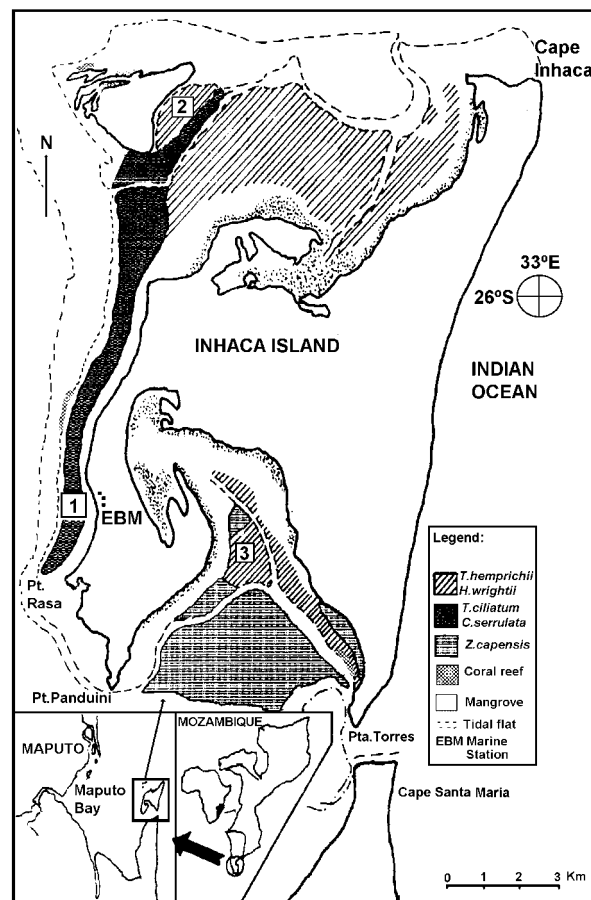 Cape
Inhaca
2
N
33ºE
26ºS
INHACA ISLAND
INDIAN
OCEAN
1
EBM
3
Pt.
Rasa
Pt.Panduini
Legend:
T.hemprichii
H.wrightii
T.ciliatum
C.serrulata
Z.capensis
Coral reef
Mangrove
Tidal flat
EBM Marine
Station
MAPUTO
Maputo
Bay
MOZAMBIQUE
Pta.Torres
Cape Santa Maria
0 1 2 3 Km